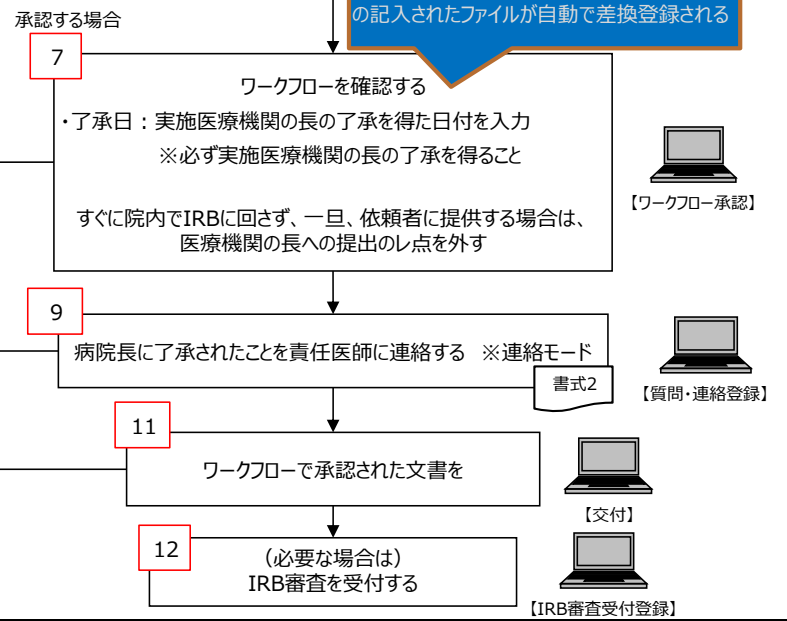 の記入されたファイルが自動で差換登録される
承認する場合
7
ワークフローを確認する
・了承日：実施医療機関の長の了承を得た日付を入力
※必ず実施医療機関の長の了承を得ること
すぐに院内でIRBに回さず、一旦、依頼者に提供する場合は、
医療機関の長への提出のレ点を外す
【ワークフロー承認】
9
病院長に了承されたことを責任医師に連絡する ※連絡モード
書式2
【質問・連絡登録】
11
ワークフローで承認された文書を
【交付】
12
（必要な場合は）
IRB審査を受付する
【IRB審査受付登録】